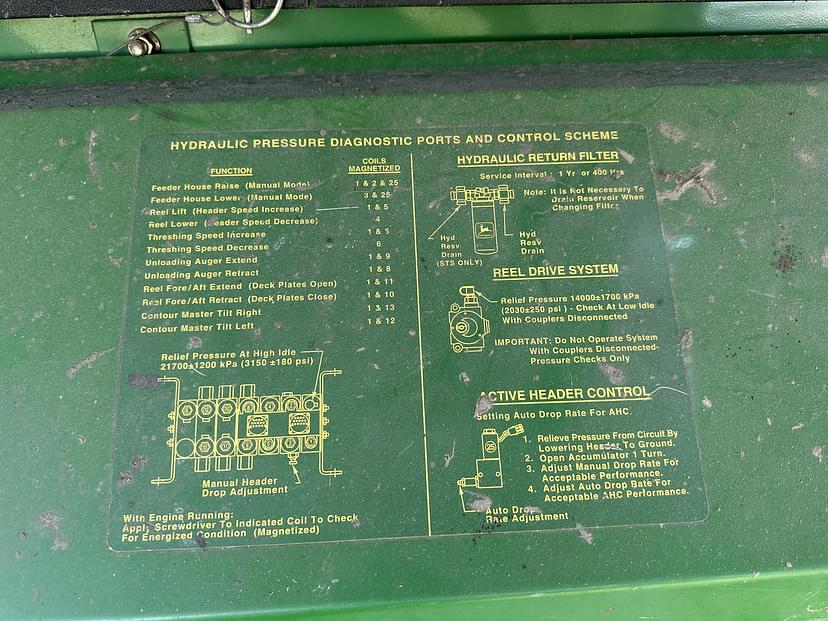 HYDRAULIC PRESSURE DIAGNOSTIC PORTS AND CONTROL SCHEME
FUNCTION COILS MAGNETIZED
Feeder House Raise (Manual Mode) 1 & 2 & 25
Feeder House Lower (Manual Mode) 3 & 25
Reel Lift (Header Speed Increase) 1 & 5
Reel Lower (Header Speed Decrease) 4
Threshing Speed Increase 1 & 5
Threshing Speed Decrease 6
Unloading Auger Extend 1 & 9
Unloading Auger Retract 1 & 8
Reel Fore/Aft Extend (Deck Plates Open) 1 & 11
Reel Fore/Aft Retract (Deck Plates Close) 1 & 10
Contour Master Tilt Right 1 & 13
Contour Master Tilt Left 1 & 12
Relief Pressure At High Idle
21700±1200 kPa (3150 ±180 psi)
Manual Header
Drop Adjustment
With Engine Running:
Apply Screwdriver To Indicated Coil To Check
For Energized Condition (Magnetized)
HYDRAULIC RETURN FILTER
Service Interval: 1 Yr or 400 Hrs
Note: It Is Not Necessary To
Drain Reservoir When
Changing Filter
Hyd
Resv
Drain
(STS ONLY)
Hyd
Resv
Drain
REEL DRIVE SYSTEM
Relief Pressure 14000±1700 kPa
(2030±250 psi) - Check At Low Idle
With Couplers Disconnected
IMPORTANT: Do Not Operate System
With Couplers Disconnected-
Pressure Checks Only
ACTIVE HEADER CONTROL
Setting Auto Drop Rate For AHC.
25
1. Relieve Pressure From Circuit By
Lowering Header To Ground.
2. Open Accumulator 1 Turn.
3. Adjust Manual Drop Rate For
Acceptable Performance.
4. Adjust Auto Drop Rate For
Acceptable AHC Performance.
Auto Drop
Rate Adjustment